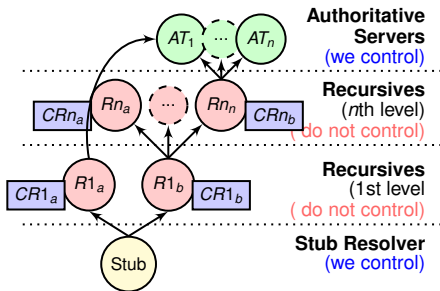 Authoritative
Servers
(we control)
AT1 ... ATn
Recursives
(nth level)
( do not control)
CRna Rna ... Rnn CRnb
Recursives
(1st level
( do not control)
CR1a R1a R1b CR1b
Stub Resolver
(we control)
Stub